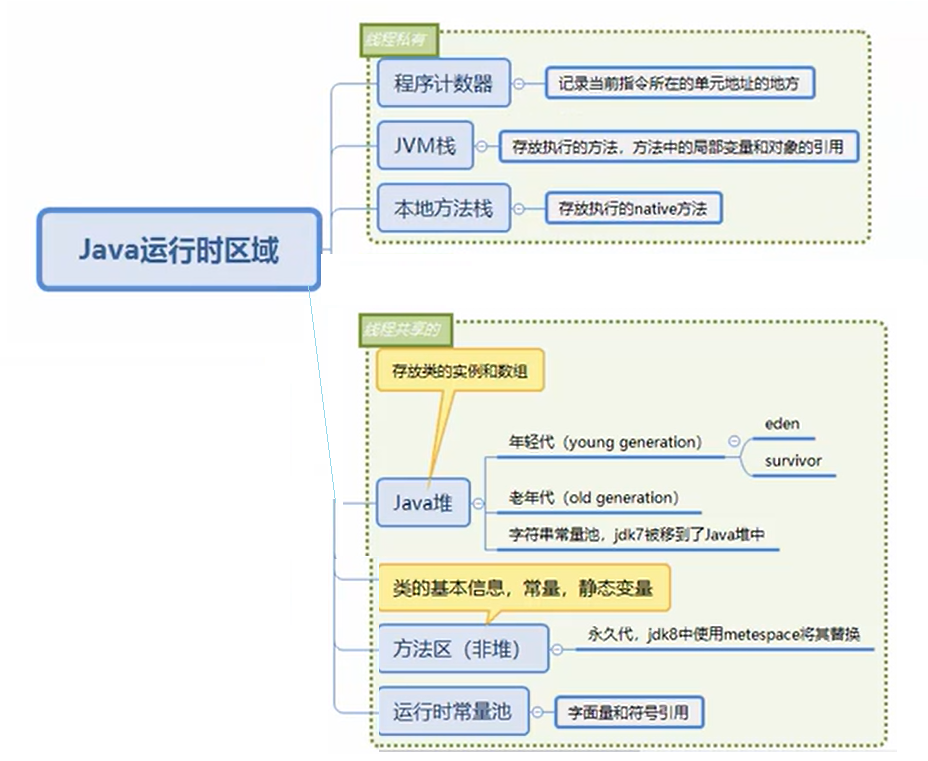 线程私有
程序计数器
记录当前指令所在的单元地址的地方
JVM栈
存放执行的方法，方法中的局部变量和对象的引用
本地方法栈
存放执行的native方法
Java运行时区域
线程共享的
存放类的实例和数组
年轻代（young generation）
eden
survivor
Java堆
老年代（old generation）
字符串常量池，jdk7被移到了Java堆中
类的基本信息，常量，静态变量
方法区（非堆）
永久代，jdk8中使用metespace将其替换
运行时常量池
字面量和符号引用